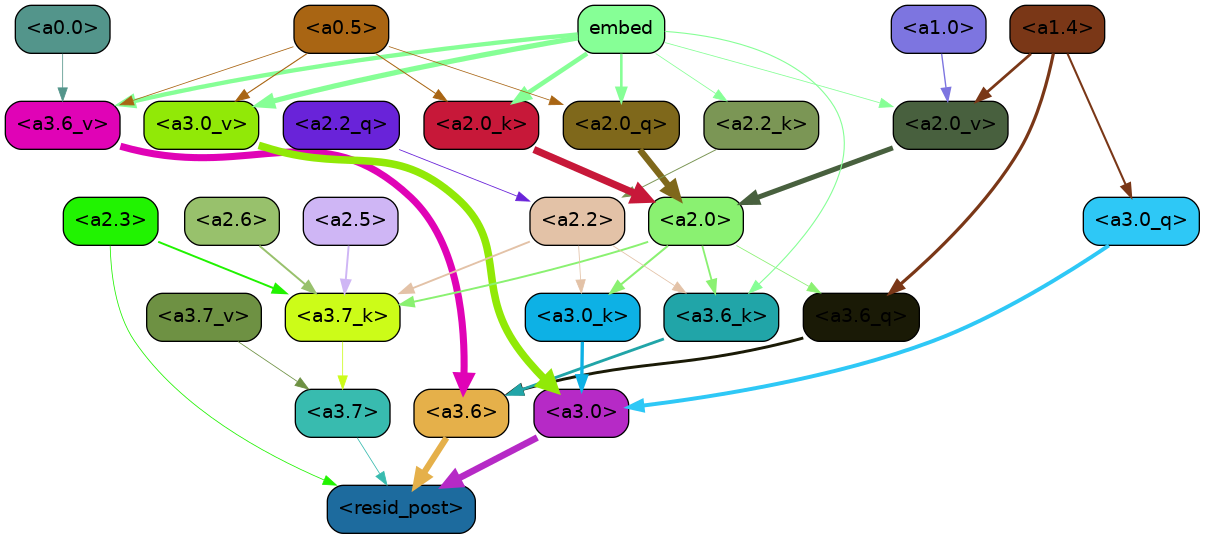 <a0.0> <a0.5> embed <a1.0> <a1.4>
<a3.6_v> <a3.0_v> <a2.2_q> <a2.0_k> <a2.0_q> <a2.2_k> <a2.0_v>
<a2.3> <a2.6> <a2.5> <a2.2> <a2.0> <a3.0_q>
<a3.7_v> <a3.7_k> <a3.0_k> <a3.6_k> <a3.6_q>
<a3.7> <a3.6> <a3.0>
<resid_post>